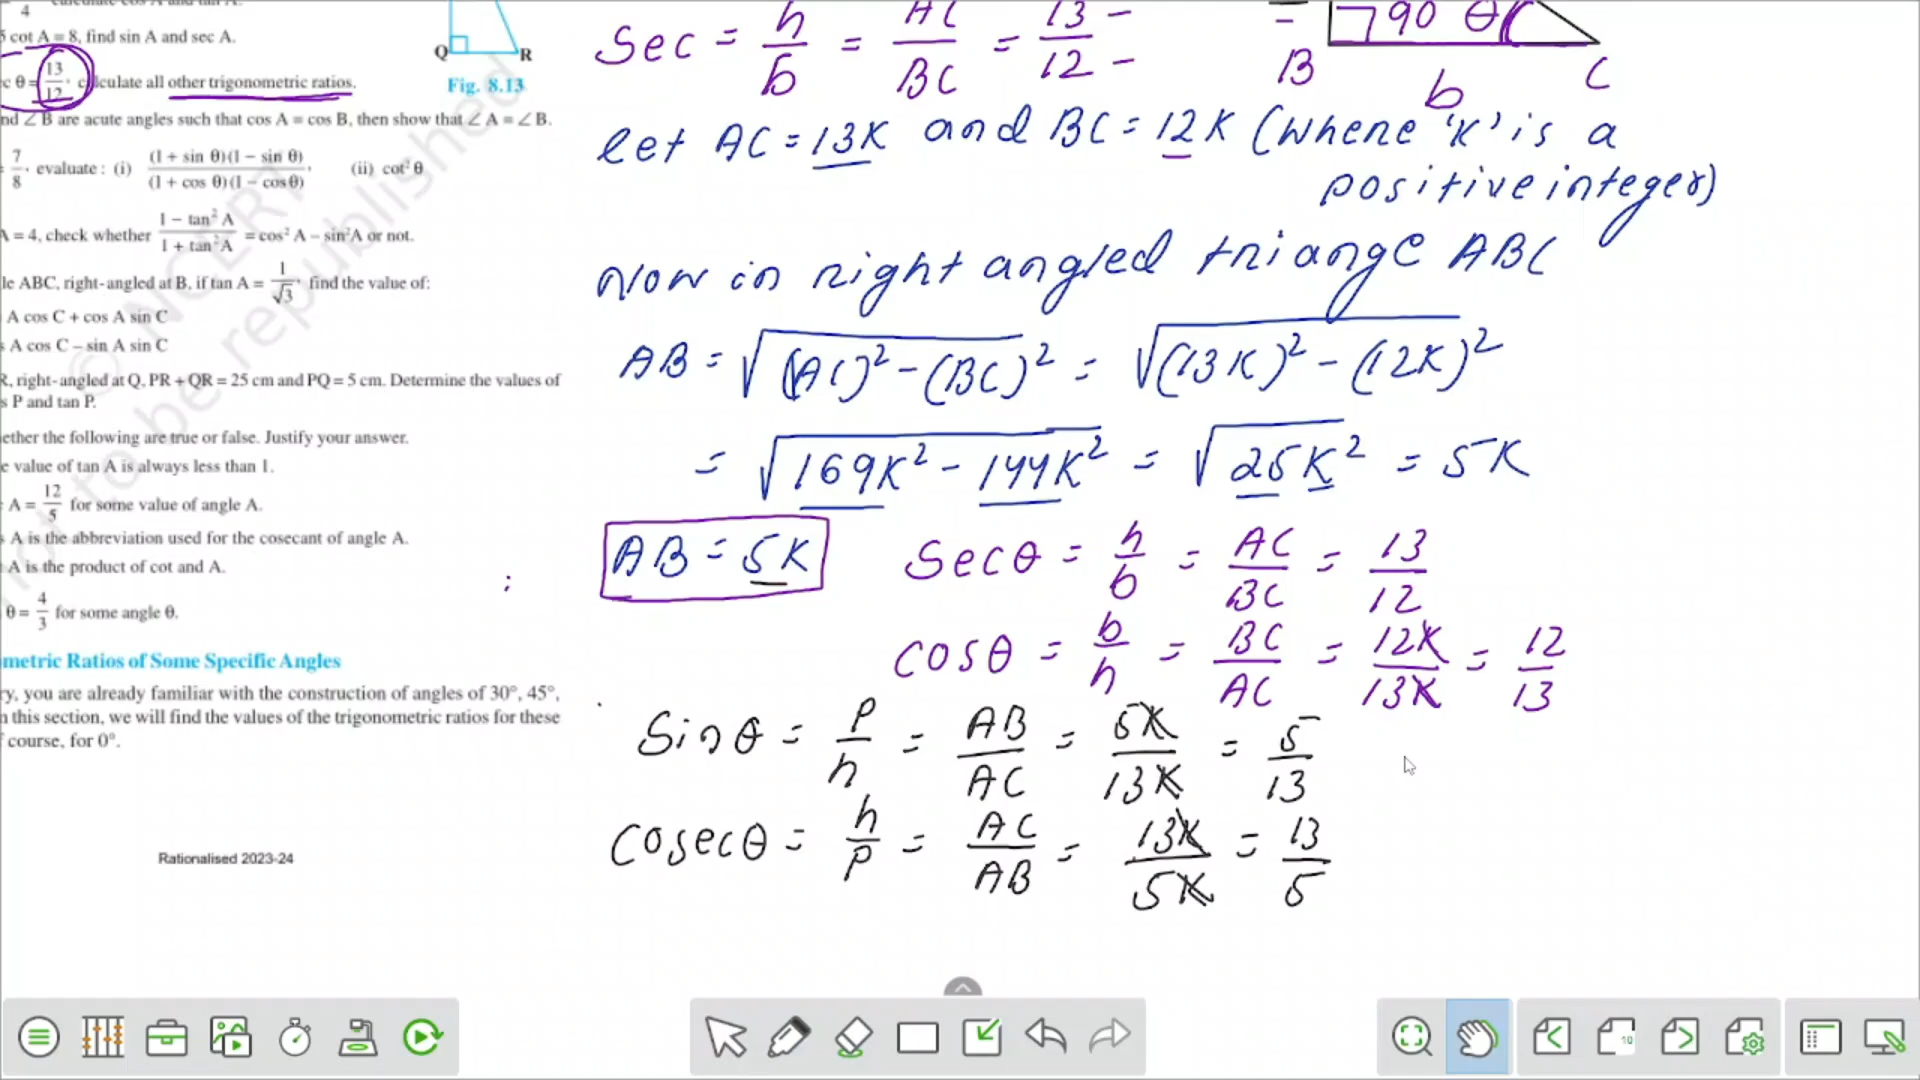 4
5 cot A = 8, find sin A and sec A.
c θ = 13/12, calculate all other trigonometric ratios.
nd ∠ B are acute angles such that cos A = cos B, then show that ∠ A = ∠ B.
7/8, evaluate : (i) (1 + sin θ)(1 − sin θ)/(1 + cos θ)(1 − cos θ), (ii) cot² θ
A = 4, check whether (1 − tan² A)/(1 + tan² A) = cos² A − sin² A or not.
le ABC, right-angled at B, if tan A = 1/√3, find the value of:
A cos C + cos A sin C
s A cos C − sin A sin C
R, right-angled at Q, PR + QR = 25 cm and PQ = 5 cm. Determine the values of
s P and tan P.
ether the following are true or false. Justify your answer.
e value of tan A is always less than 1.
A = 12/5 for some value of angle A.
s A is the abbreviation used for the cosecant of angle A.
A is the product of cot and A.
θ = 4/3 for some angle θ.
metric Ratios of Some Specific Angles
ry, you are already familiar with the construction of angles of 30°, 45°,
n this section, we will find the values of the trigonometric ratios for these
f course, for 0°.
Rationalised 2023-24
Q R
Fig. 8.13
© NCERT
not to be republished
Sec = h/b = AC/BC = 13/12
90 θ
B b C
let AC = 13K and BC = 12K (where 'K' is a
positive integer)
Now in right angled triange ABC
AB = √(AC)² − (BC)² = √(13K)² − (12K)²
= √169K² − 144K² = √25K² = 5K
AB = 5K
Secθ = h/b = AC/BC = 13/12
cosθ = b/h = BC/AC = 12K/13K = 12/13
Sinθ = P/h = AB/AC = 5K/13K = 5/13
Cosecθ = h/P = AC/AB = 13K/5K = 13/5
10